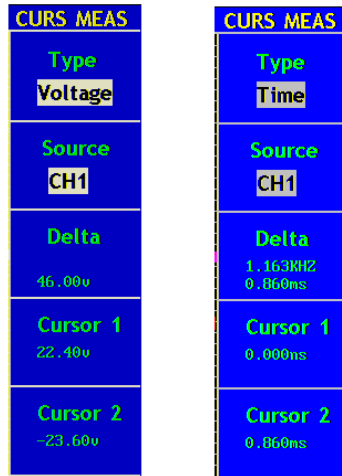 CURS MEAS
Type
Voltage
Source
CH1
Delta
46.00v
Cursor 1
22.40v
Cursor 2
-23.60v
CURS MEAS
Type
Time
Source
CH1
Delta
1.163KHZ
0.860ms
Cursor 1
0.000ns
Cursor 2
0.860ms